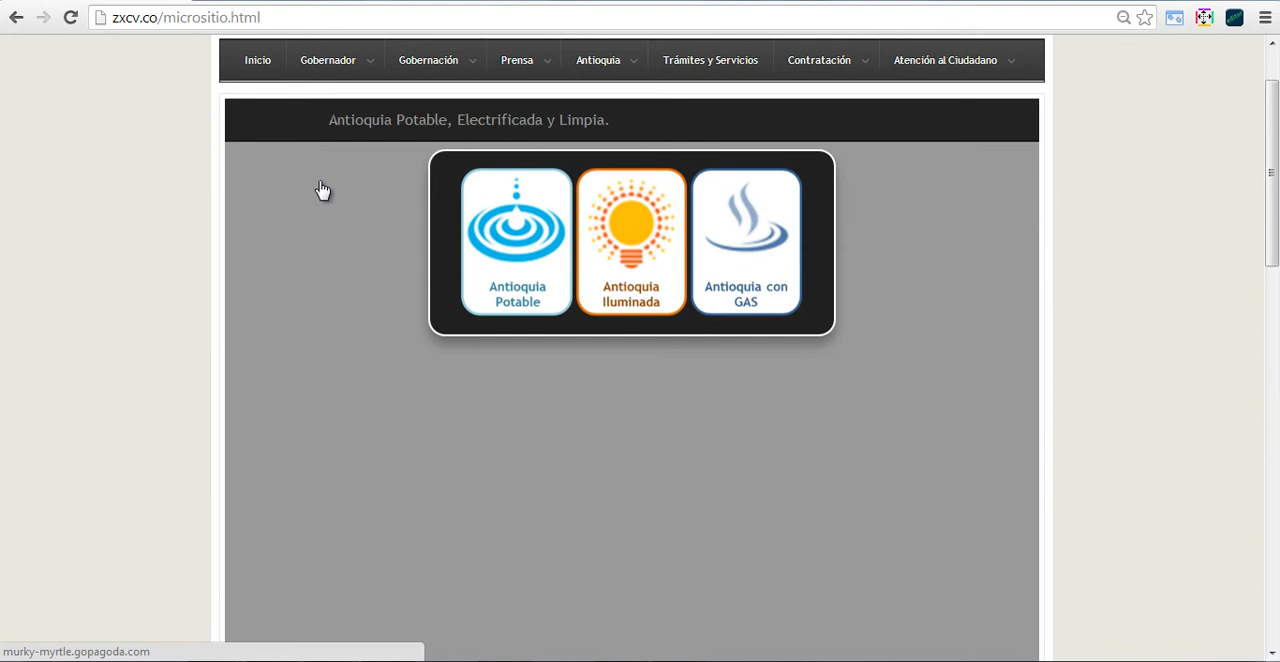 zxcv.co/micrositio.html
Inicio Gobernador Gobernación Prensa Antioquia Trámites y Servicios Contratación Atención al Ciudadano
Antioquia Potable, Electrificada y Limpia.
Antioquia
Potable
Antioquia
Iluminada
Antioquia con
GAS
murky-myrtle.gopagoda.com